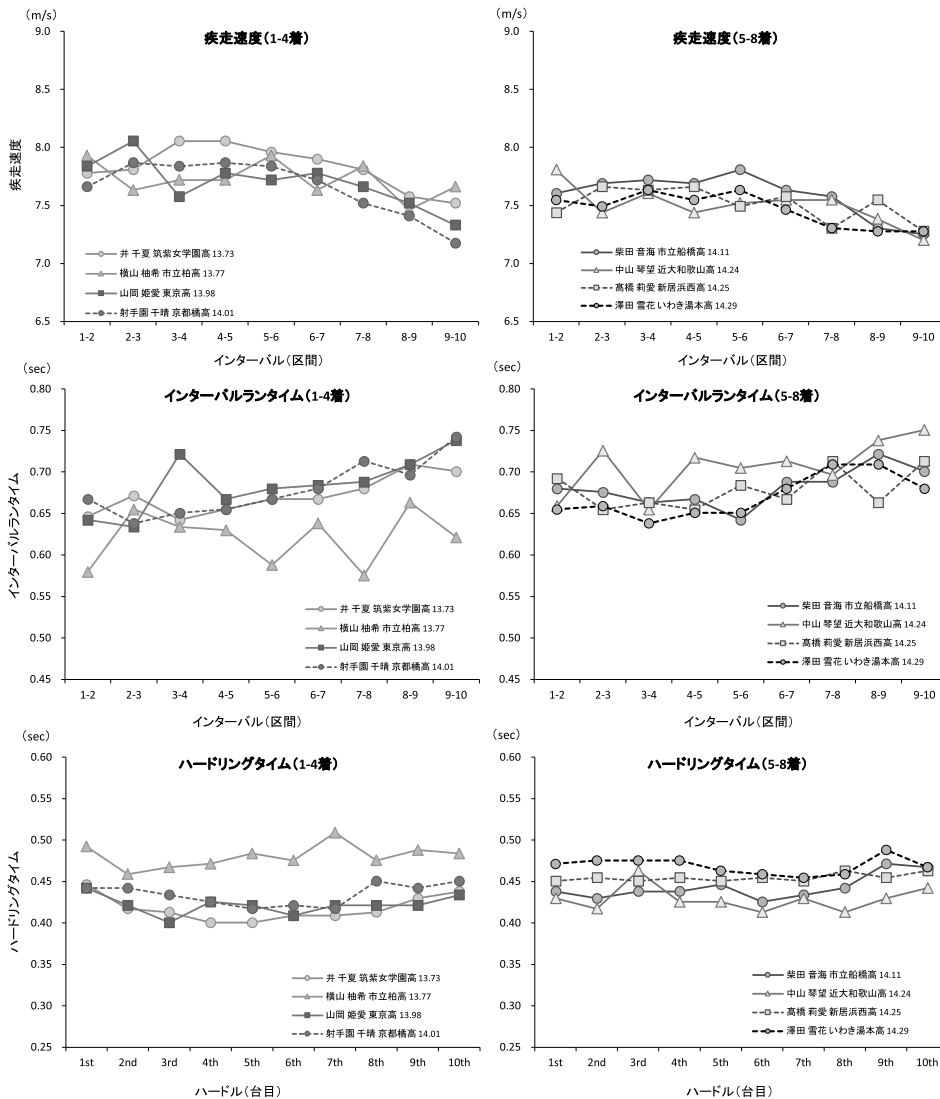 （m/s）
疾走速度（1-4着）
9.0
8.5
8.0
7.5
7.0
6.5
疾走速度
井 千夏 筑紫女学園高 13.73
横山 柚希 市立柏高 13.77
山岡 姫愛 東京高 13.98
射手園 千晴 京都橘高 14.01
1-2 2-3 3-4 4-5 5-6 6-7 7-8 8-9 9-10
インターバル（区間）
（m/s）
疾走速度（5-8着）
9.0
8.5
8.0
7.5
7.0
6.5
柴田 音海 市立船橋高 14.11
中山 琴望 近大和歌山高 14.24
髙橋 莉愛 新居浜西高 14.25
澤田 雪花 いわき湯本高 14.29
1-2 2-3 3-4 4-5 5-6 6-7 7-8 8-9 9-10
インターバル（区間）
（sec）
インターバルランタイム（1-4着）
0.80
0.75
0.70
0.65
0.60
0.55
0.50
0.45
インターバルランタイム
井 千夏 筑紫女学園高 13.73
横山 柚希 市立柏高 13.77
山岡 姫愛 東京高 13.98
射手園 千晴 京都橘高 14.01
1-2 2-3 3-4 4-5 5-6 6-7 7-8 8-9 9-10
インターバル（区間）
（sec）
インターバルランタイム（5-8着）
0.80
0.75
0.70
0.65
0.60
0.55
0.50
0.45
柴田 音海 市立船橋高 14.11
中山 琴望 近大和歌山高 14.24
髙橋 莉愛 新居浜西高 14.25
澤田 雪花 いわき湯本高 14.29
1-2 2-3 3-4 4-5 5-6 6-7 7-8 8-9 9-10
インターバル（区間）
（sec）
ハードリングタイム（1-4着）
0.60
0.55
0.50
0.45
0.40
0.35
0.30
0.25
ハードリングタイム
井 千夏 筑紫女学園高 13.73
横山 柚希 市立柏高 13.77
山岡 姫愛 東京高 13.98
射手園 千晴 京都橘高 14.01
1st 2nd 3rd 4th 5th 6th 7th 8th 9th 10th
ハードル（台目）
（sec）
ハードリングタイム（5-8着）
0.60
0.55
0.50
0.45
0.40
0.35
0.30
0.25
柴田 音海 市立船橋高 14.11
中山 琴望 近大和歌山高 14.24
髙橋 莉愛 新居浜西高 14.25
澤田 雪花 いわき湯本高 14.29
1st 2nd 3rd 4th 5th 6th 7th 8th 9th 10th
ハードル（台目）